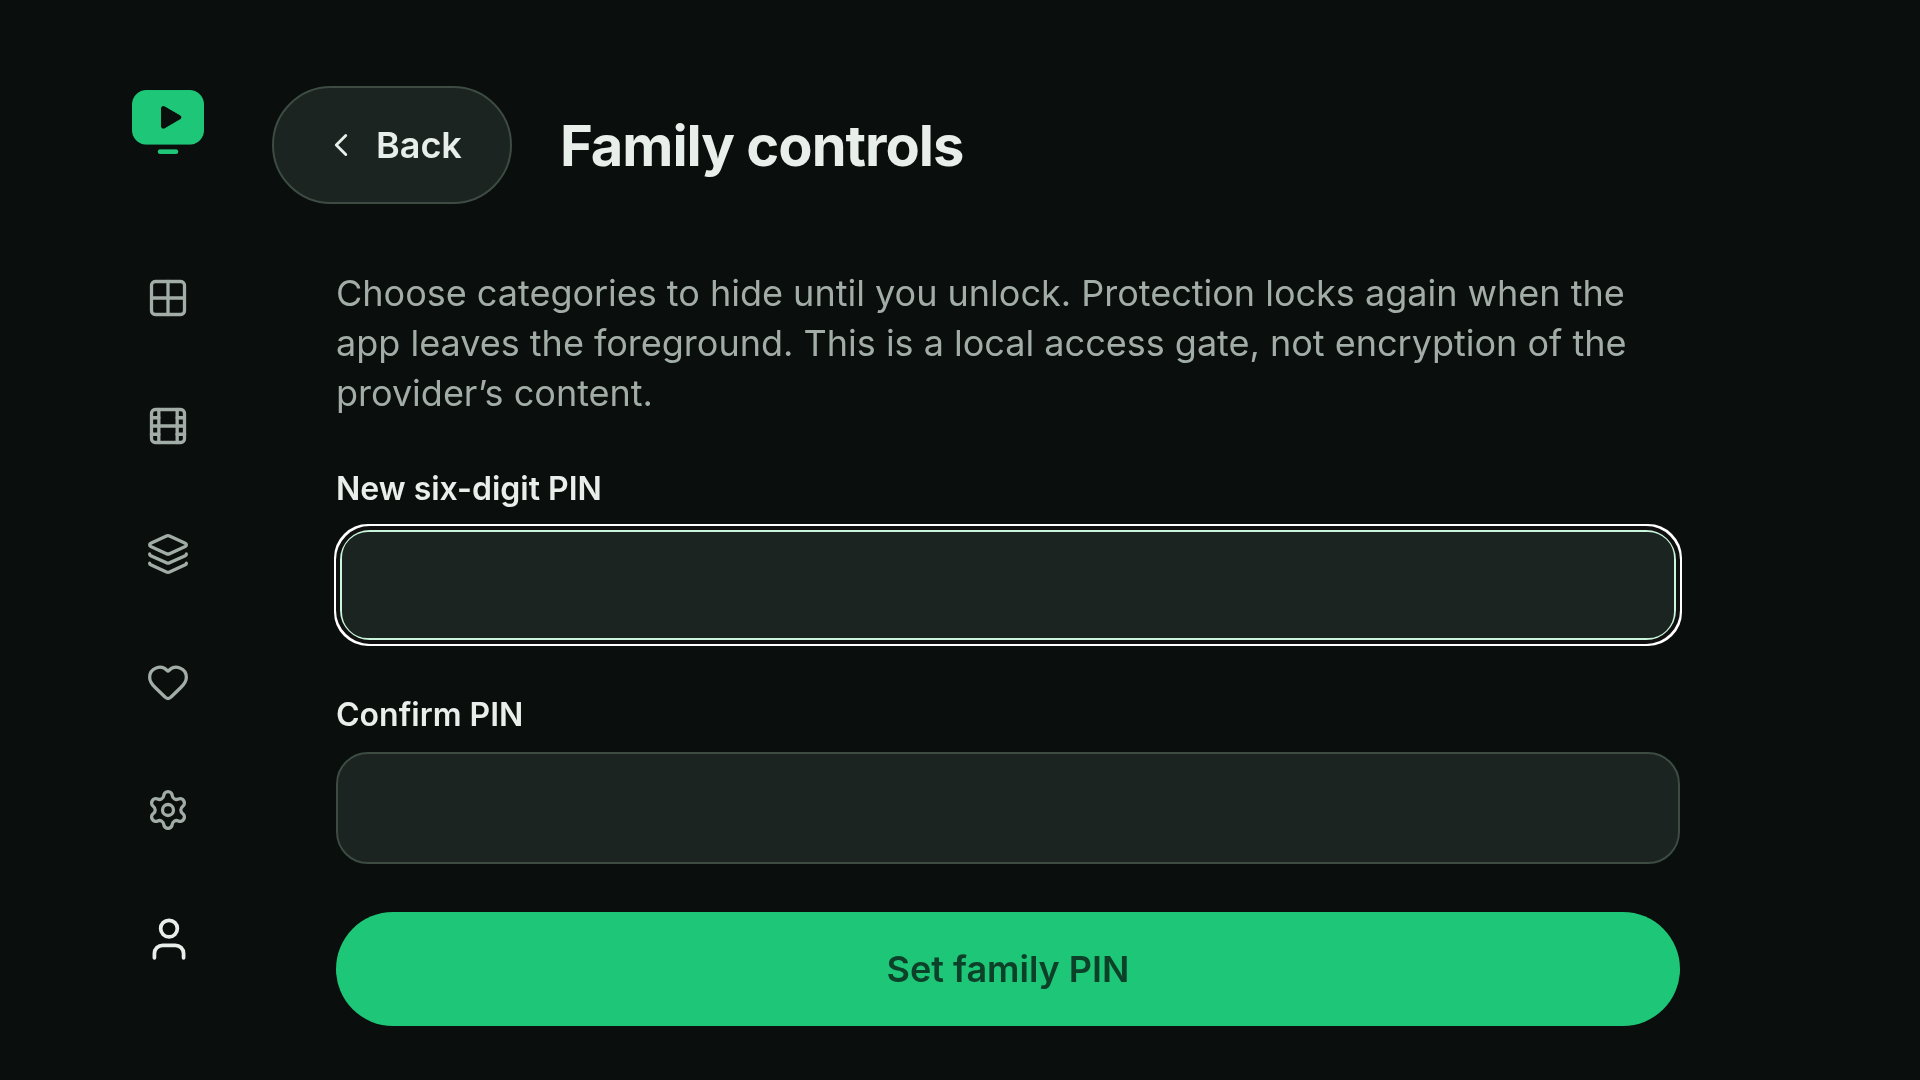 Back
Family controls
Choose categories to hide until you unlock. Protection locks again when the
app leaves the foreground. This is a local access gate, not encryption of the
provider’s content.
New six-digit PIN
Confirm PIN
Set family PIN